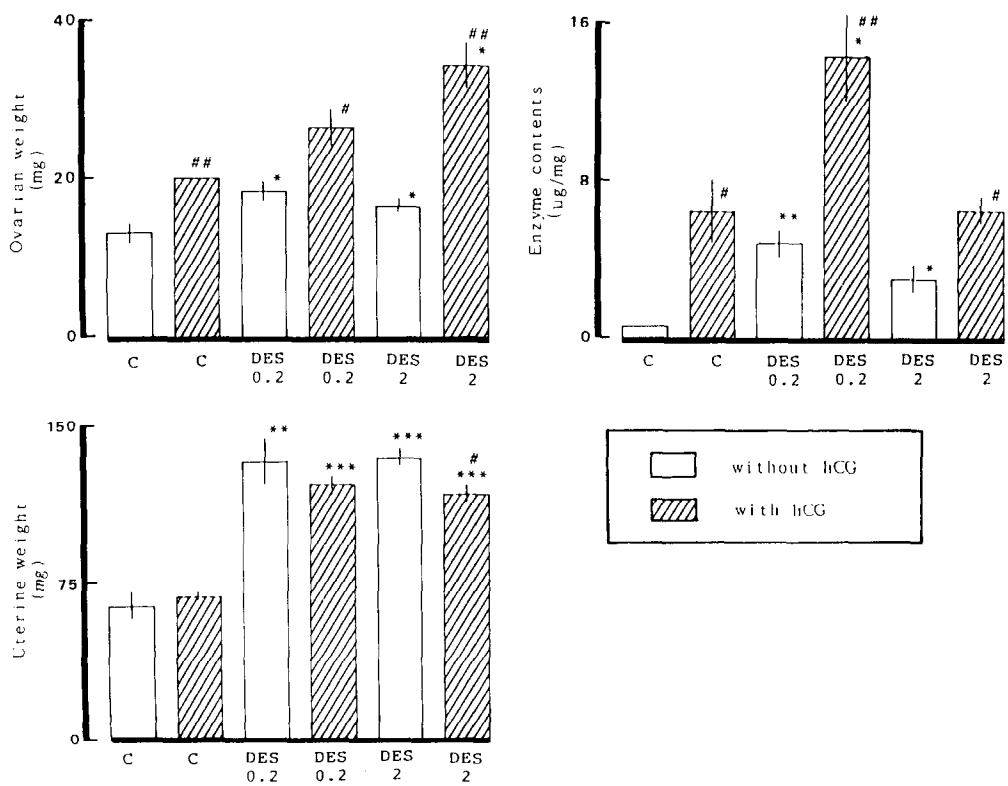 Ovarian weight
(mg)
40
20
0
##
*
#
*
##
*
C C DES DES DES DES
0.2 0.2 2 2
Enzyme contents
(ug/mg)
16
8
0
#
**
##
*
*
#
C C DES DES DES DES
0.2 0.2 2 2
Uterine weight
(mg)
150
75
0
**
***
***
#
***
C C DES DES DES DES
0.2 0.2 2 2
without hCG
with hCG